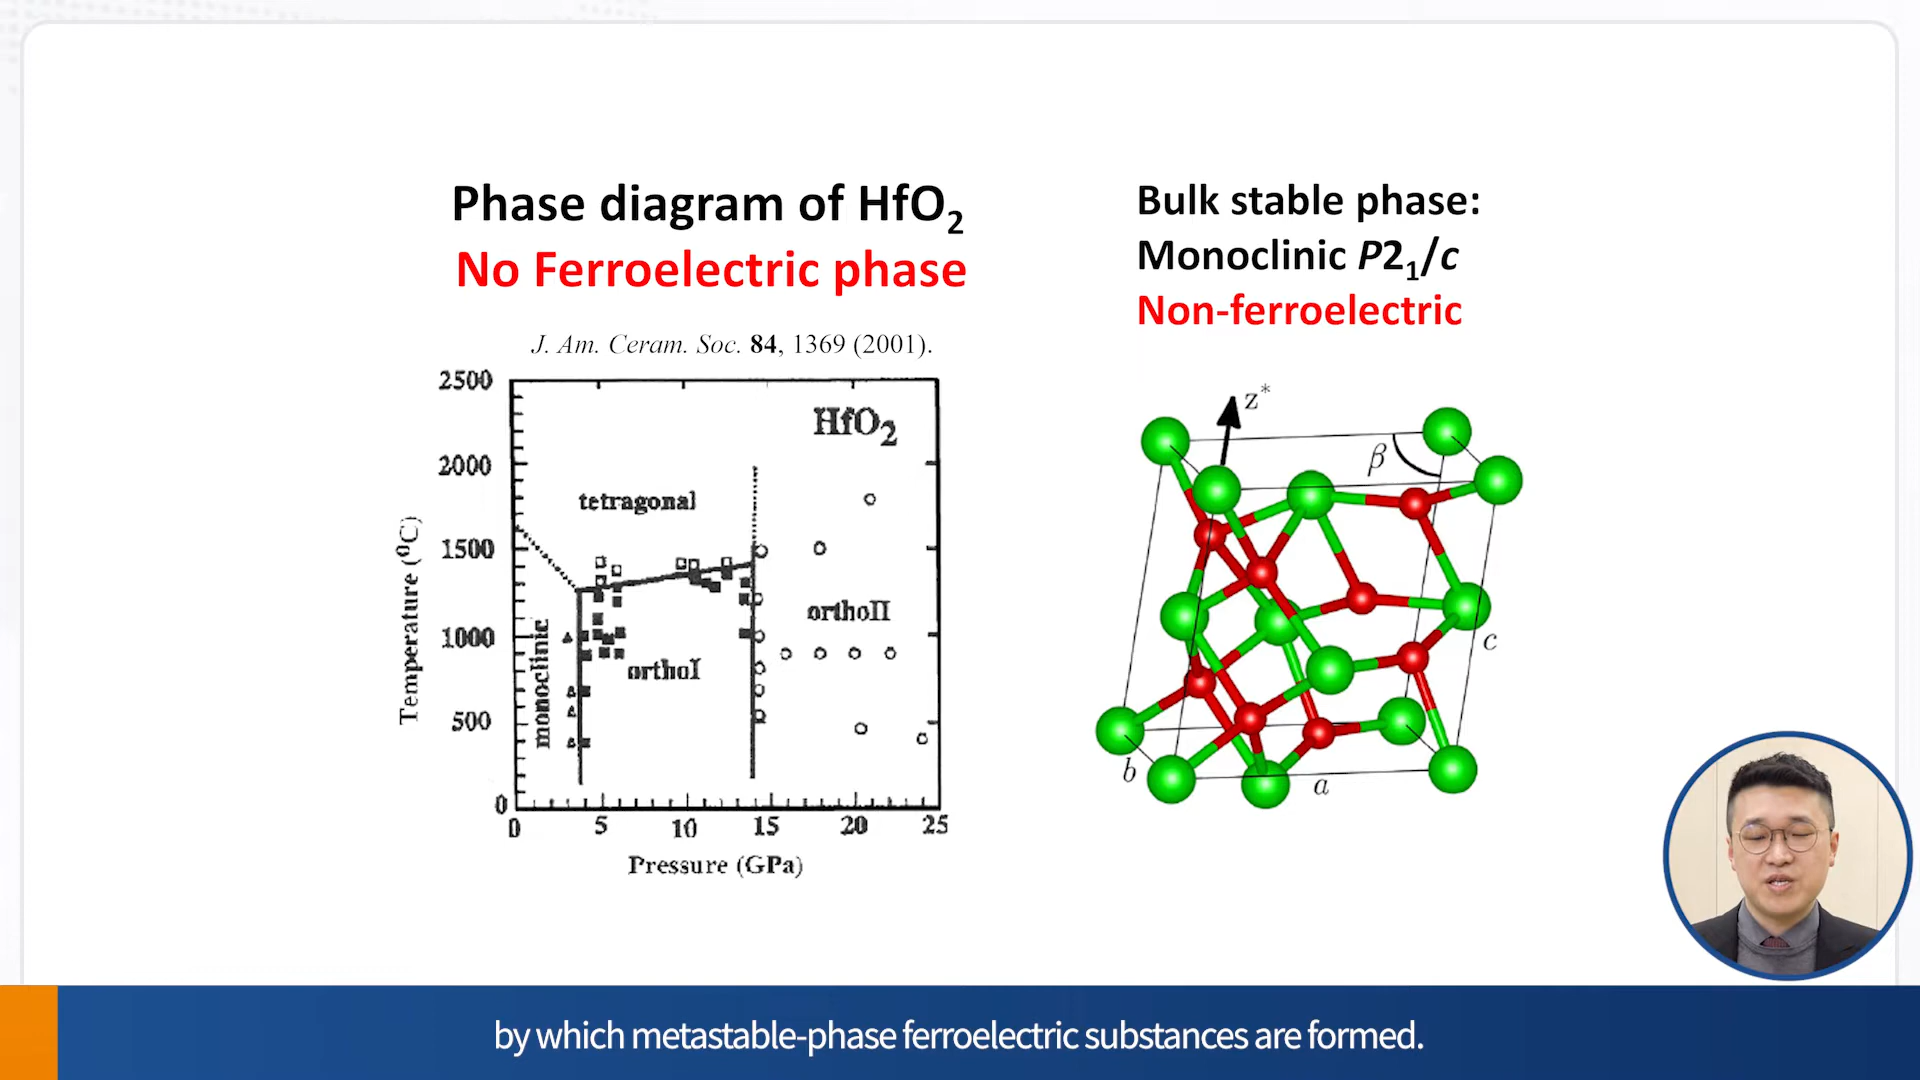 Phase diagram of HfO₂
No Ferroelectric phase
J. Am. Ceram. Soc. 84, 1369 (2001).
Bulk stable phase:
Monoclinic P2₁/c
Non-ferroelectric
2500
2000
1500
1000
500
0
Temperature (⁰C)
HfO₂
tetragonal
monoclinic
orthoI
orthoII
0 5 10 15 20 25
Pressure (GPa)
z*
β
c
b
a
by which metastable-phase ferroelectric substances are formed.